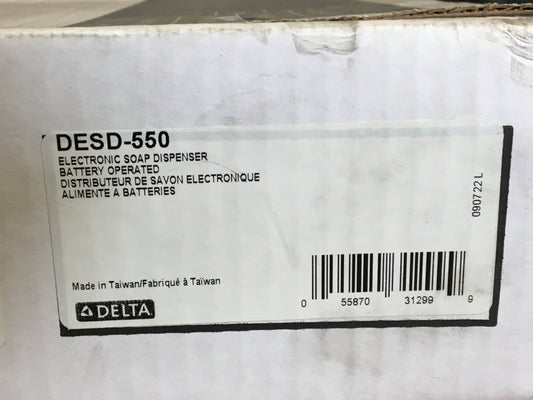 DESD-550
ELECTRONIC SOAP DISPENSER
BATTERY OPERATED
DISTRIBUTEUR DE SAVON ELECTRONIQUE
ALIMENTE A BATTERIES
090722L
Made in Taiwan/Fabriqué à Taïwan
DELTA
0 55870 31299 9